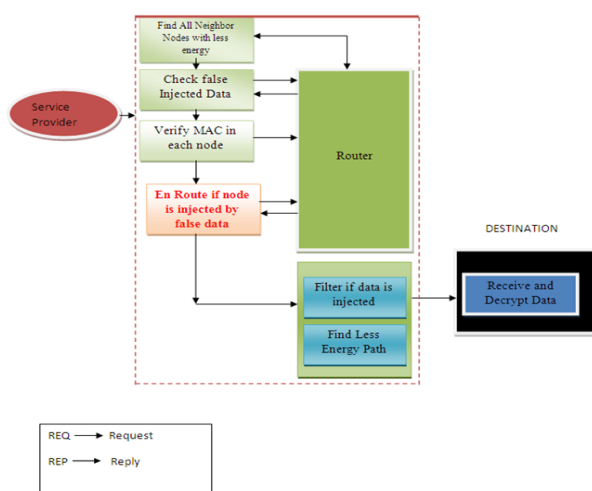 Find All Neighbor
Nodes with less
energy
Check false
Injected Data
Service
Provider
Verify MAC in
each node
Router
En Route if node
is injected by
false data
DESTINATION
Filter if data is
injected
Receive and
Decrypt Data
Find Less
Energy Path
REQ Request
REP Reply